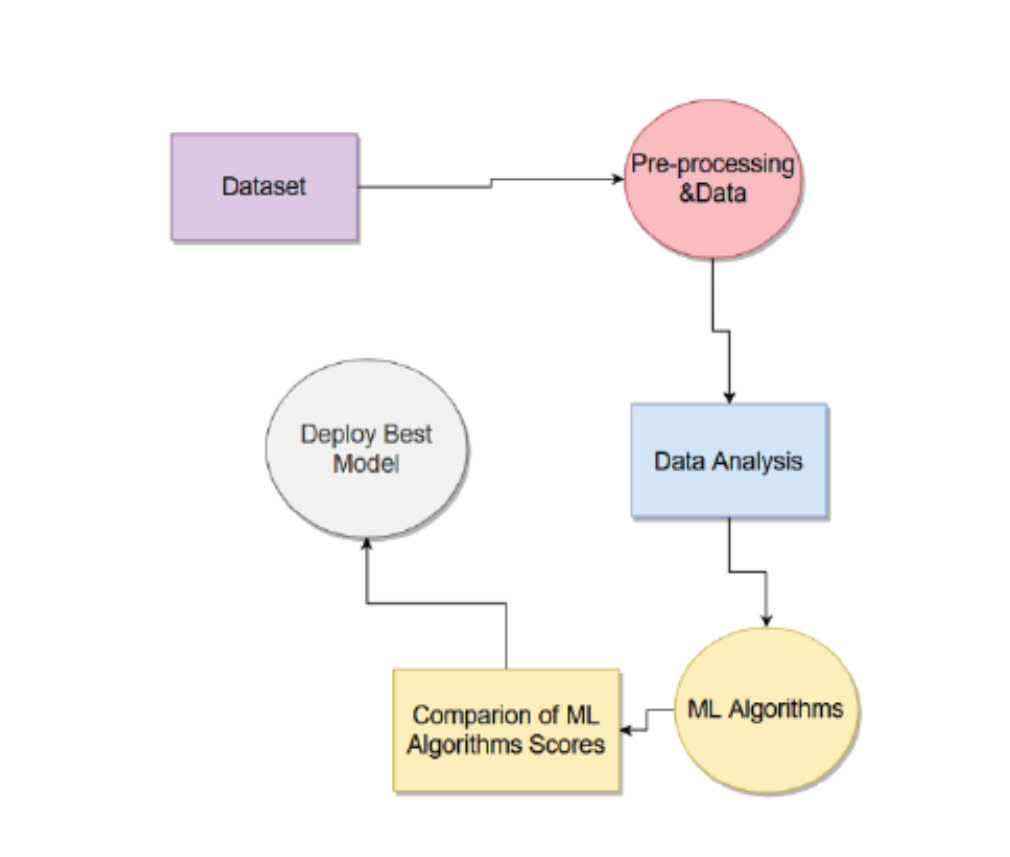 Dataset
Pre-processing
&Data
Data Analysis
ML Algorithms
Comparion of ML
Algorithms Scores
Deploy Best
Model